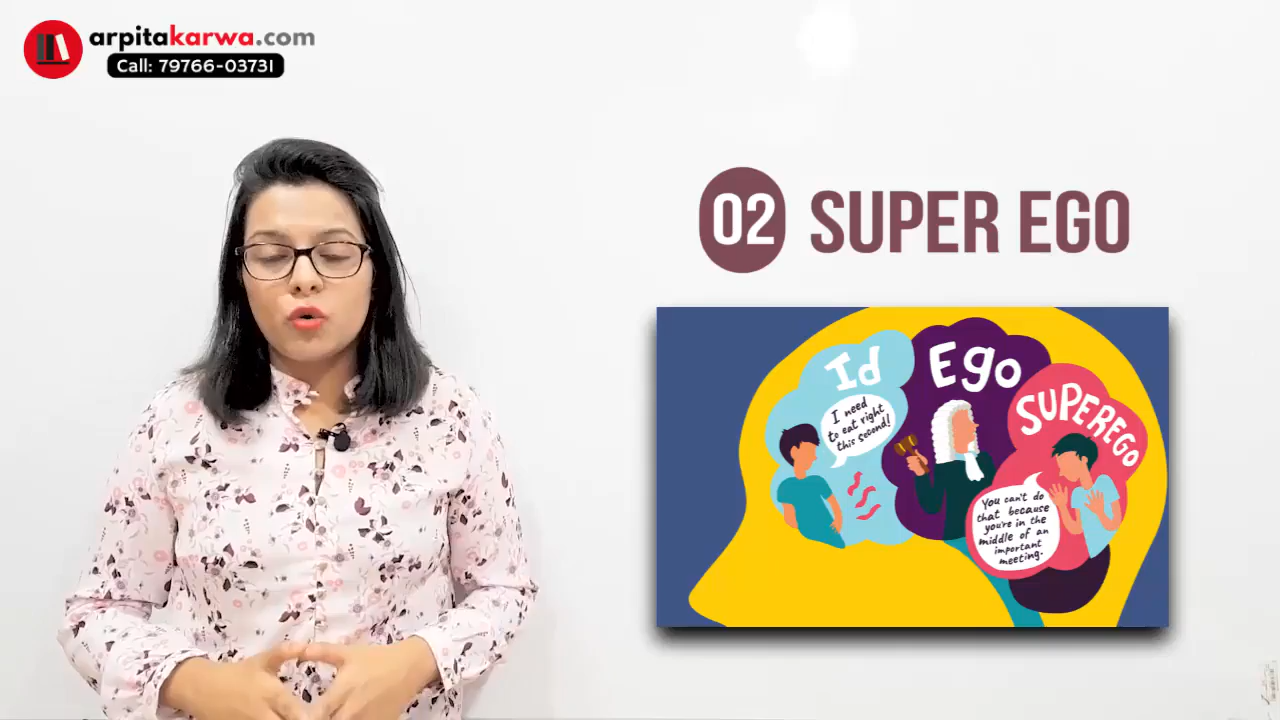 arpitakarwa.com
Call: 79766-03731
02 SUPER EGO
Id
I need
to eat right
this second!
Ego
SUPEREGO
You can't do
that because
you're in the
middle of an
important
meeting.